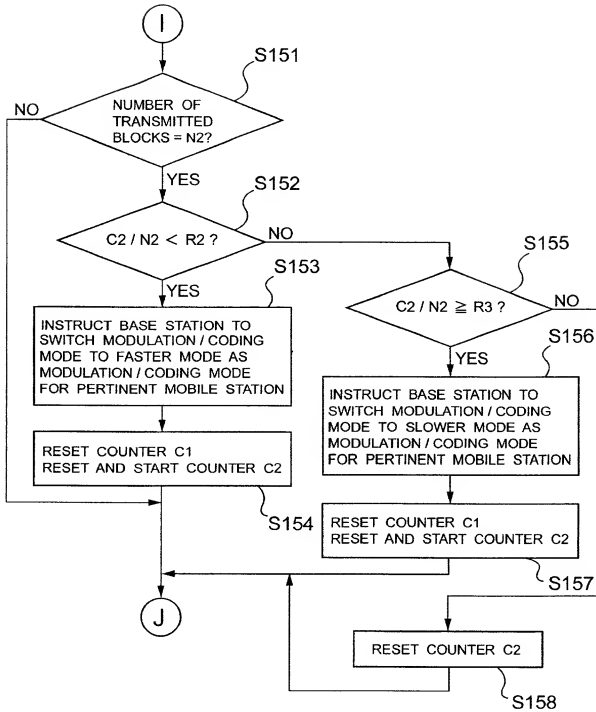 I
S151
NO
NUMBER OF
TRANSMITTED
BLOCKS = N2?
YES
S152
C2 / N2 < R2 ?
NO
YES
S153
S155
INSTRUCT BASE STATION TO
SWITCH MODULATION / CODING
MODE TO FASTER MODE AS
MODULATION / CODING MODE
FOR PERTINENT MOBILE STATION
C2 / N2 ≧ R3 ?
NO
YES
S156
INSTRUCT BASE STATION TO
SWITCH MODULATION / CODING
MODE TO SLOWER MODE AS
MODULATION / CODING MODE
FOR PERTINENT MOBILE STATION
RESET COUNTER C1
RESET AND START COUNTER C2
S154
RESET COUNTER C1
RESET AND START COUNTER C2
S157
J
RESET COUNTER C2
S158